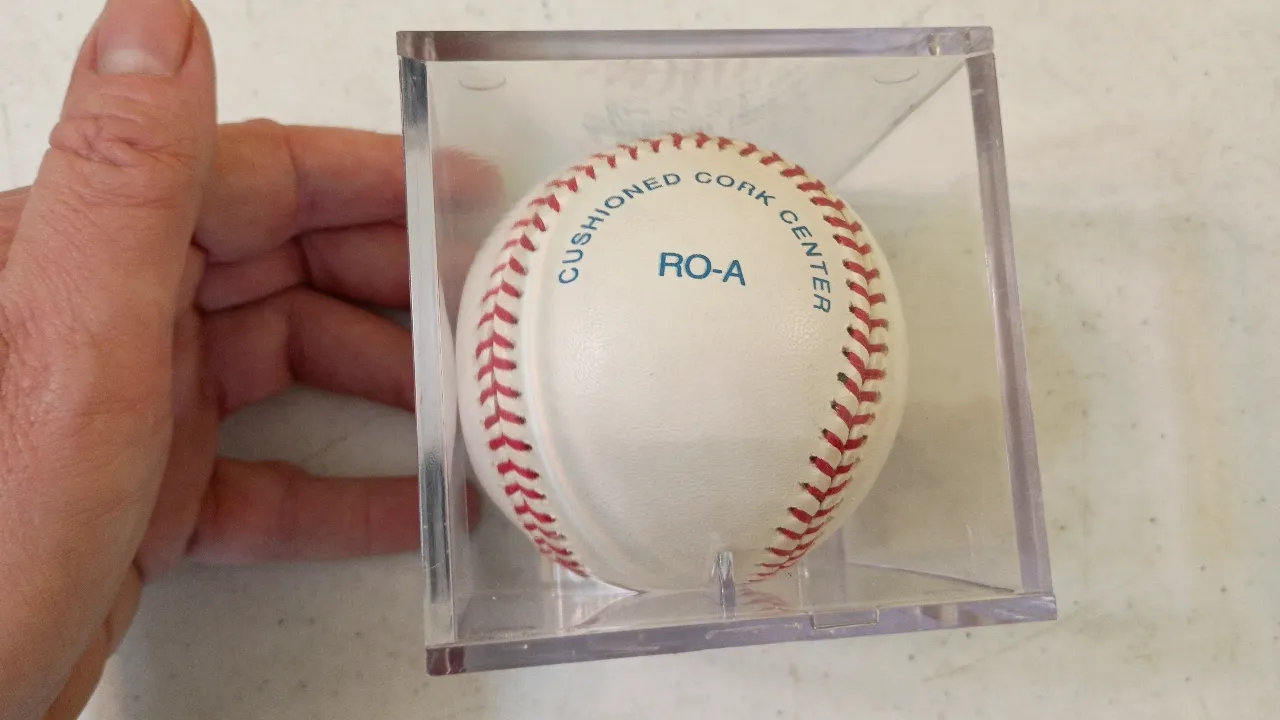 CUSHIONED CORK CENTER
RO-A